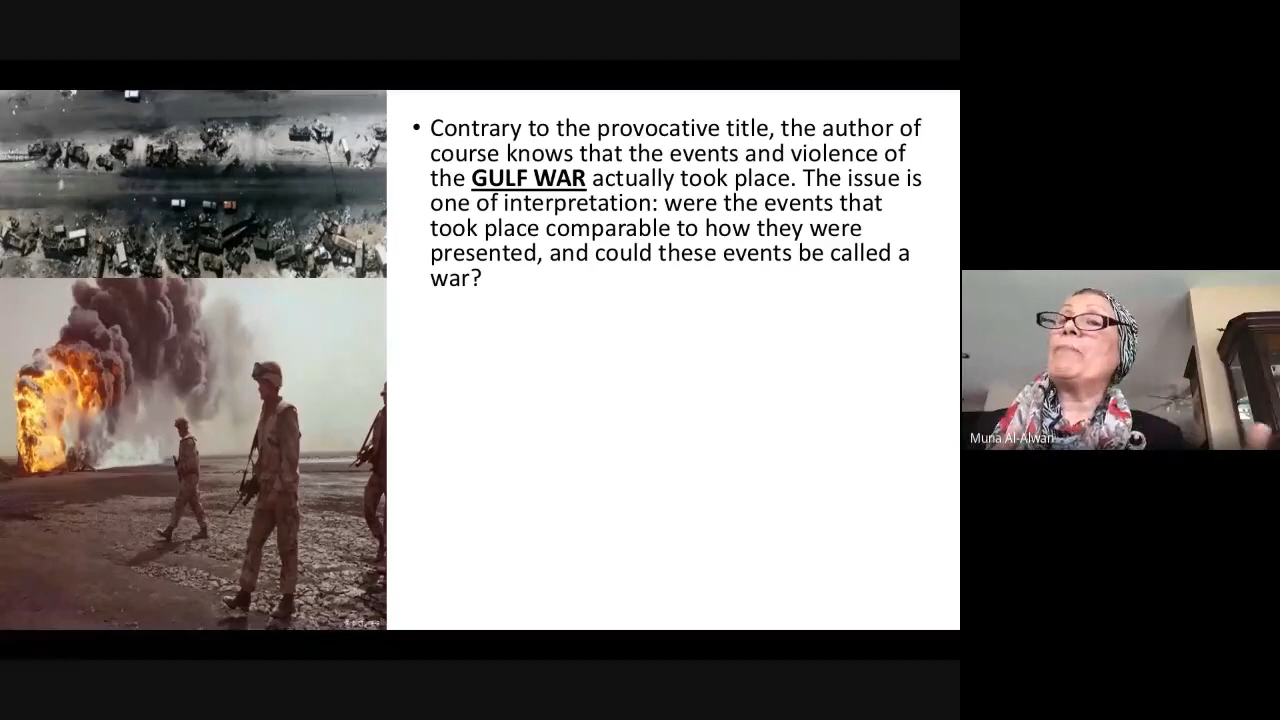 • Contrary to the provocative title, the author of
course knows that the events and violence of
the GULF WAR actually took place. The issue is
one of interpretation: were the events that
took place comparable to how they were
presented, and could these events be called a
war?
Muna Al-Alwan